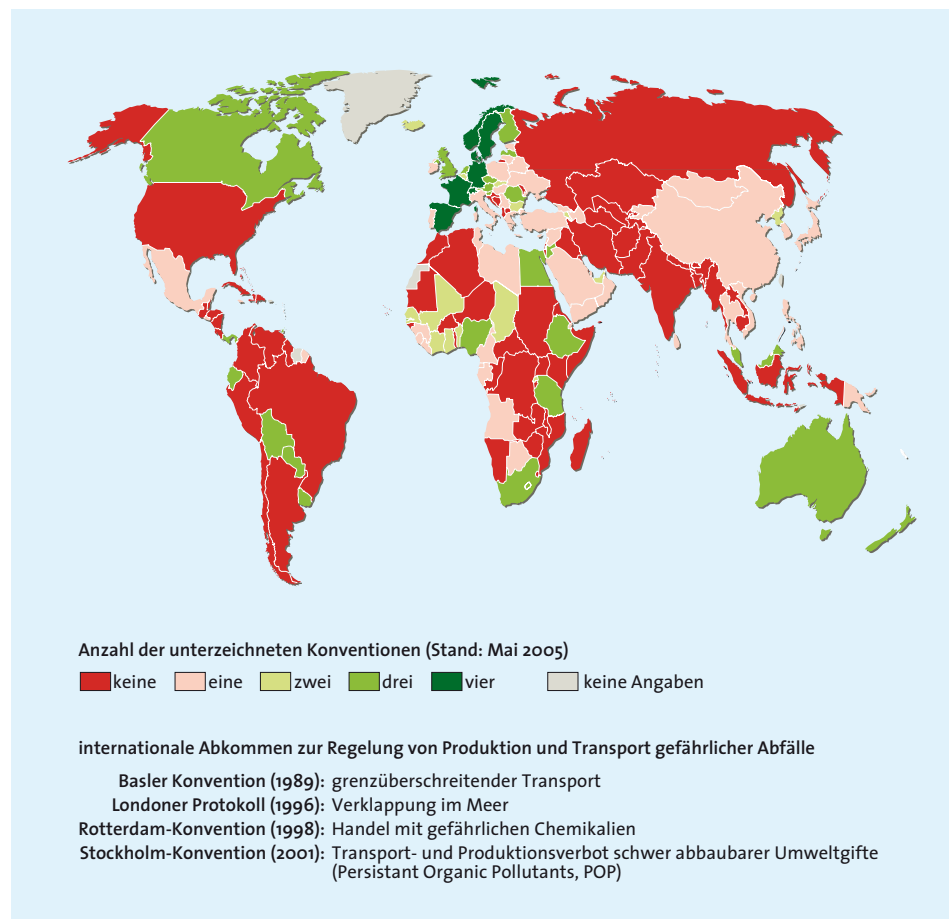 Anzahl der unterzeichneten Konventionen (Stand: Mai 2005)
keine eine zwei drei vier keine Angaben
internationale Abkommen zur Regelung von Produktion und Transport gefährlicher Abfälle
Basler Konvention (1989): grenzüberschreitender Transport
Londoner Protokoll (1996): Verklappung im Meer
Rotterdam-Konvention (1998): Handel mit gefährlichen Chemikalien
Stockholm-Konvention (2001): Transport- und Produktionsverbot schwer abbaubarer Umweltgifte
(Persistant Organic Pollutants, POP)